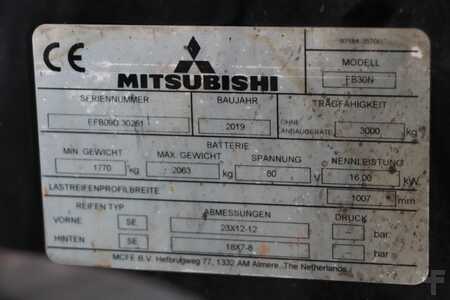 CE
MITSUBISHI
MODELL
FB30N
SERIENNUMMER
BAUJAHR
TRAGFÄHIGKEIT
EFB09D 30261
2019
OHNE ANBAUGERÄTE
3000 kg
BATTERIE
MIN. GEWICHT
MAX. GEWICHT
SPANNUNG
NENNLEISTUNG
1770 kg
2063 kg
80 V
16.00 kW
LASTREIFENPROFILBREITE
1007 mm
REIFEN TYP
ABMESSUNGEN
DRUCK
VORNE
SE
23X12-12
- bar
HINTEN
SE
18X7-8
- bar.
MCFE B.V. Hefbrugweg 77, 1332 AM Almere, The Netherlands